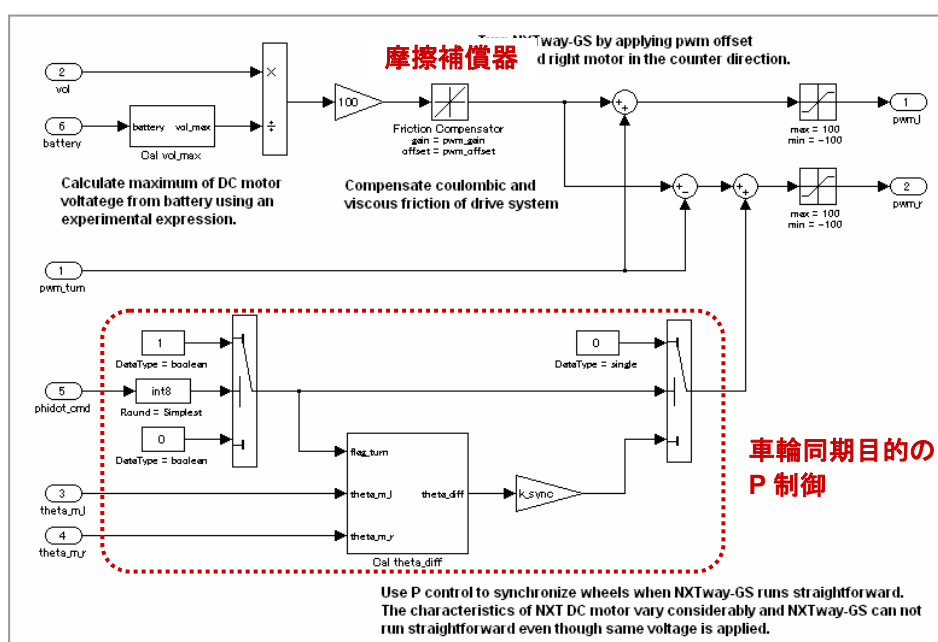 NXTway-GS by applying pwm offset
摩擦補償器
d right motor in the counter direction.
2
vol
×
6
battery
battery vol_max
Cal vol_max
÷
100
Friction Compensator
gain = pwm_gain
offset = pwm_offset
max = 100
min = -100
1
pwm_l
Calculate maximum of DC motor
voltatege from battery using an
experimental expression.
Compensate coulombic and
viscous friction of drive system
max = 100
min = -100
2
pwm_r
1
pwm_turn
1
DataType = boolean
0
DataType = single
5
phidot_cmd
int8
Round = Simplest
0
DataType = boolean
3
theta_m_l
4
theta_m_r
flag_turn
theta_m_l
theta_m_r
theta_diff
Cal theta_diff
k_sync
車輪同期目的の
P 制御
Use P control to synchronize wheels when NXTway-GS runs straightforward.
The characteristics of NXT DC motor vary considerably and NXTway-GS can not
run straightforward even though same voltage is applied.